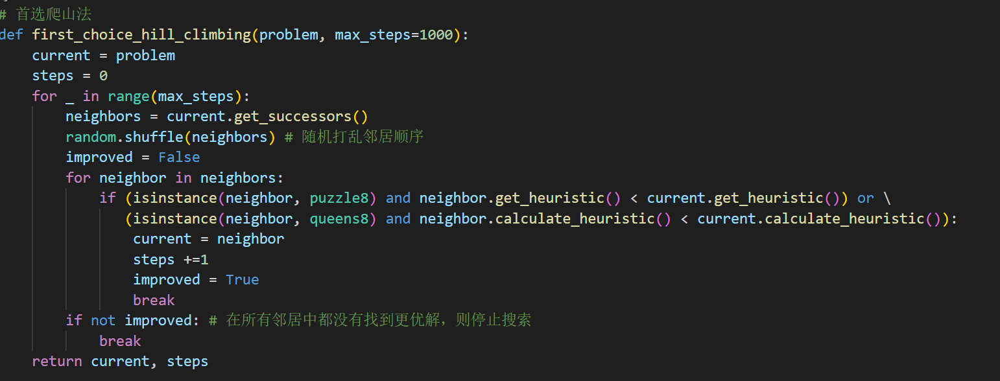 # 首选爬山法
def first_choice_hill_climbing(problem, max_steps=1000):
    current = problem
    steps = 0
    for _ in range(max_steps):
        neighbors = current.get_successors()
        random.shuffle(neighbors) # 随机打乱邻居顺序
        improved = False
        for neighbor in neighbors:
            if (isinstance(neighbor, puzzle8) and neighbor.get_heuristic() < current.get_heuristic()) or \
               (isinstance(neighbor, queens8) and neighbor.calculate_heuristic() < current.calculate_heuristic()):
                current = neighbor
                steps +=1
                improved = True
                break
        if not improved: # 在所有邻居中都没有找到更优解，则停止搜索
            break
    return current, steps